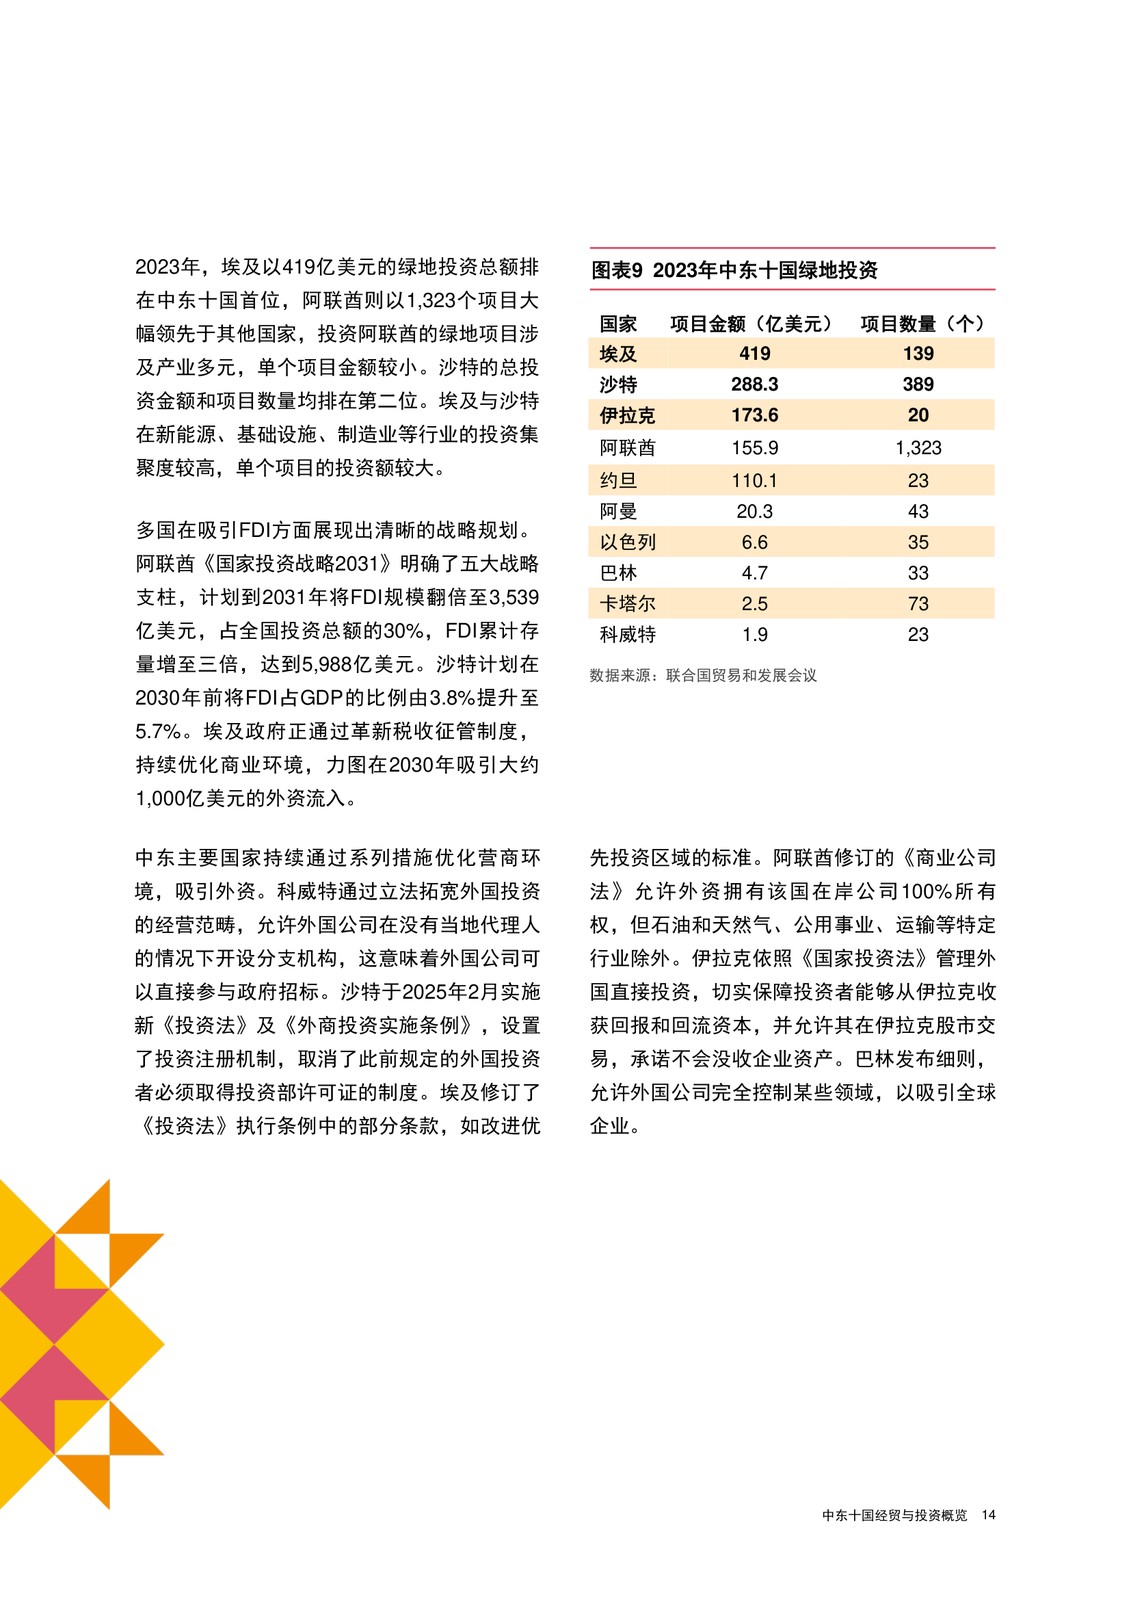 2023年，埃及以419亿美元的绿地投资总额排
在中东十国首位，阿联酋则以1,323个项目大
幅领先于其他国家，投资阿联酋的绿地项目涉
及产业多元，单个项目金额较小。沙特的总投
资金额和项目数量均排在第二位。埃及与沙特
在新能源、基础设施、制造业等行业的投资集
聚度较高，单个项目的投资额较大。
多国在吸引FDI方面展现出清晰的战略规划。
阿联酋《国家投资战略2031》明确了五大战略
支柱，计划到2031年将FDI规模翻倍至3,539
亿美元，占全国投资总额的30%，FDI累计存
量增至三倍，达到5,988亿美元。沙特计划在
2030年前将FDI占GDP的比例由3.8%提升至
5.7%。埃及政府正通过革新税收征管制度，
持续优化商业环境，力图在2030年吸引大约
1,000亿美元的外资流入。
图表9 2023年中东十国绿地投资
国家 项目金额（亿美元） 项目数量（个）
埃及 419 139
沙特 288.3 389
伊拉克 173.6 20
阿联酋 155.9 1,323
约旦 110.1 23
阿曼 20.3 43
以色列 6.6 35
巴林 4.7 33
卡塔尔 2.5 73
科威特 1.9 23
数据来源：联合国贸易和发展会议
中东主要国家持续通过系列措施优化营商环
境，吸引外资。科威特通过立法拓宽外国投资
的经营范畴，允许外国公司在没有当地代理人
的情况下开设分支机构，这意味着外国公司可
以直接参与政府招标。沙特于2025年2月实施
新《投资法》及《外商投资实施条例》，设置
了投资注册机制，取消了此前规定的外国投资
者必须取得投资部许可证的制度。埃及修订了
《投资法》执行条例中的部分条款，如改进优
先投资区域的标准。阿联酋修订的《商业公司
法》允许外资拥有该国在岸公司100%所有
权，但石油和天然气、公用事业、运输等特定
行业除外。伊拉克依照《国家投资法》管理外
国直接投资，切实保障投资者能够从伊拉克收
获回报和回流资本，并允许其在伊拉克股市交
易，承诺不会没收企业资产。巴林发布细则，
允许外国公司完全控制某些领域，以吸引全球
企业。
中东十国经贸与投资概览 14